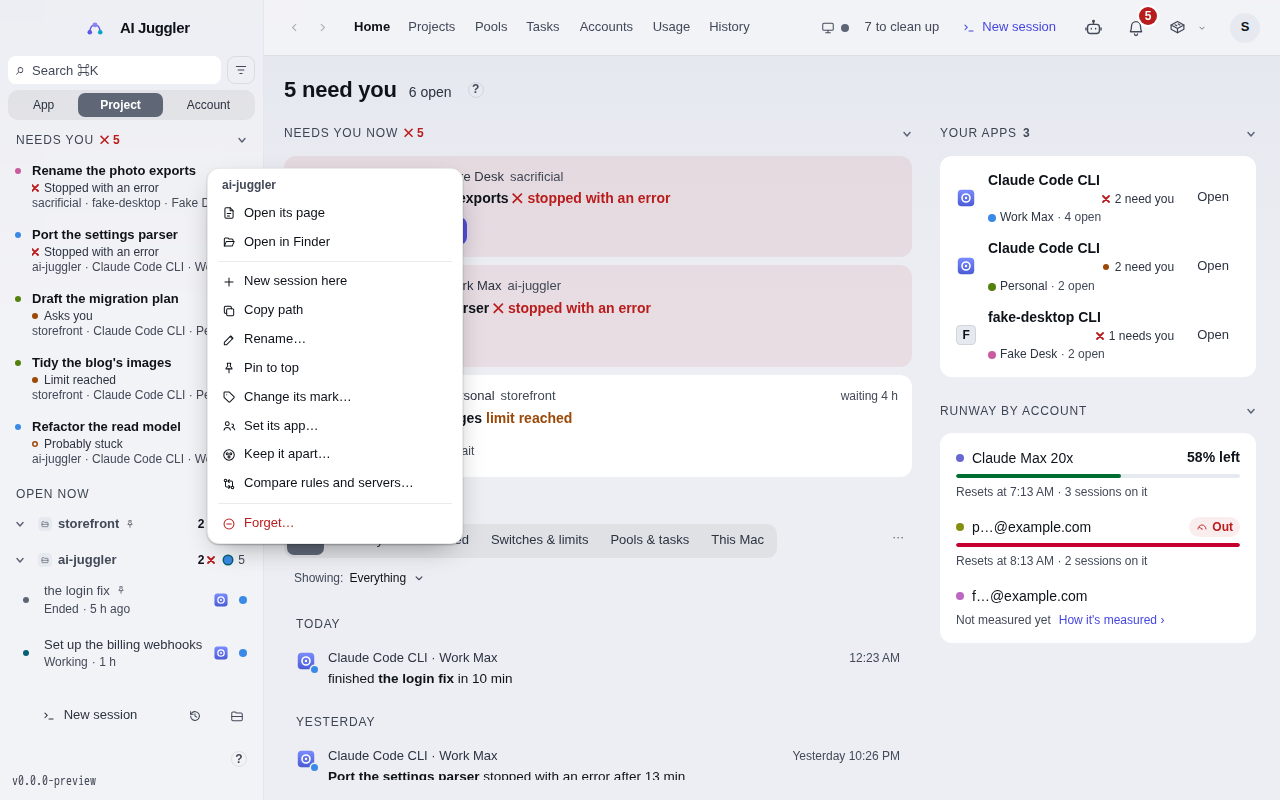 AI Juggler
Search ⌘K
App Project Account
NEEDS YOU 5
Rename the photo exports
Stopped with an error
sacrificial · fake-desktop · Fake D
Port the settings parser
Stopped with an error
ai-juggler · Claude Code CLI ·
Draft the migration plan
Asks you
storefront · Claude Code CLI ·
Tidy the blog's images
Limit reached
storefront · Claude Code CLI ·
Refactor the read model
Probably stuck
ai-juggler · Claude Code CLI ·
OPEN NOW
storefront 2
ai-juggler 2 5
the login fix
Ended · 5 h ago
Set up the billing webhooks
Working · 1 h
New session
?
v0.0.0-preview
Home Projects Pools Tasks Accounts Usage History
7 to clean up
New session
5
S
5 need you 6 open ?
NEEDS YOU NOW 5
Desk sacrificial
exports stopped with an error
Max ai-juggler
stopped with an error
storefront
waiting 4 h
limit reached
ai-juggler
Open its page
Open in Finder
New session here
Copy path
Rename…
Pin to top
Change its mark…
Set its app…
Keep it apart…
Compare rules and servers…
Forget…
Switches & limits Pools & tasks This Mac
Showing: Everything
TODAY
Claude Code CLI · Work Max 12:23 AM
finished the login fix in 10 min
YESTERDAY
Claude Code CLI · Work Max Yesterday 10:26 PM
Port the settings parser stopped with an error after 13 min
YOUR APPS 3
Claude Code CLI
2 need you
Work Max · 4 open
Open
Claude Code CLI
2 need you
Personal · 2 open
Open
F
fake-desktop CLI
1 needs you
Fake Desk · 2 open
Open
RUNWAY BY ACCOUNT
Claude Max 20x 58% left
Resets at 7:13 AM · 3 sessions on it
p…@example.com Out
Resets at 8:13 AM · 2 sessions on it
f…@example.com
Not measured yet How it's measured ›